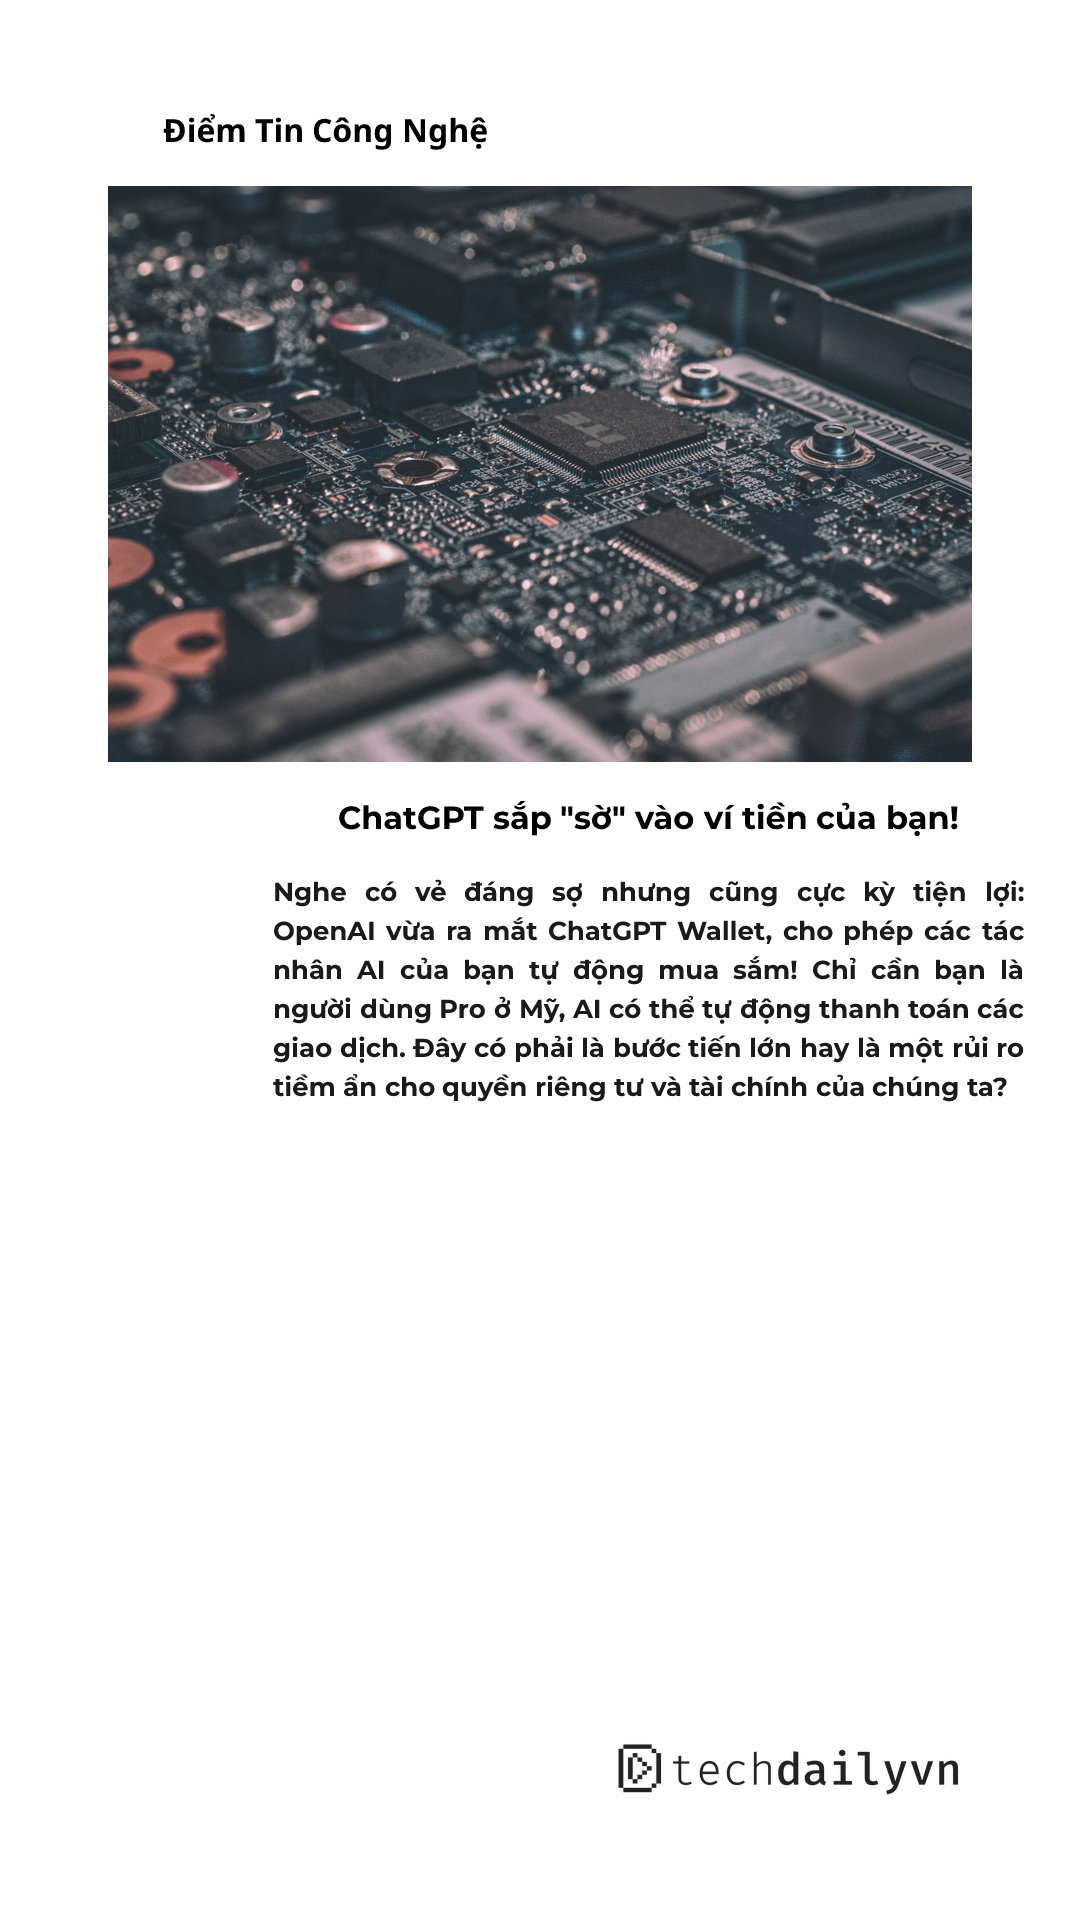 Điểm Tin Công Nghệ
ChatGPT sắp "sờ" vào ví tiền của bạn!
Nghe có vẻ đáng sợ nhưng cũng cực kỳ tiện lợi:
OpenAI vừa ra mắt ChatGPT Wallet, cho phép các tác
nhân AI của bạn tự động mua sắm! Chỉ cần bạn là
người dùng Pro ở Mỹ, AI có thể tự động thanh toán các
giao dịch. Đây có phải là bước tiến lớn hay là một rủi ro
tiềm ẩn cho quyền riêng tư và tài chính của chúng ta?
techdailyvn